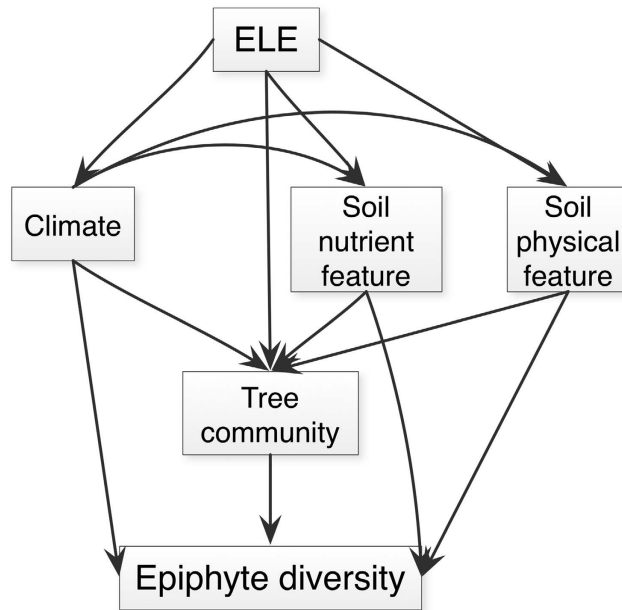 ELE
Climate
Soil
nutrient
feature
Soil
physical
feature
Tree
community
Epiphyte diversity